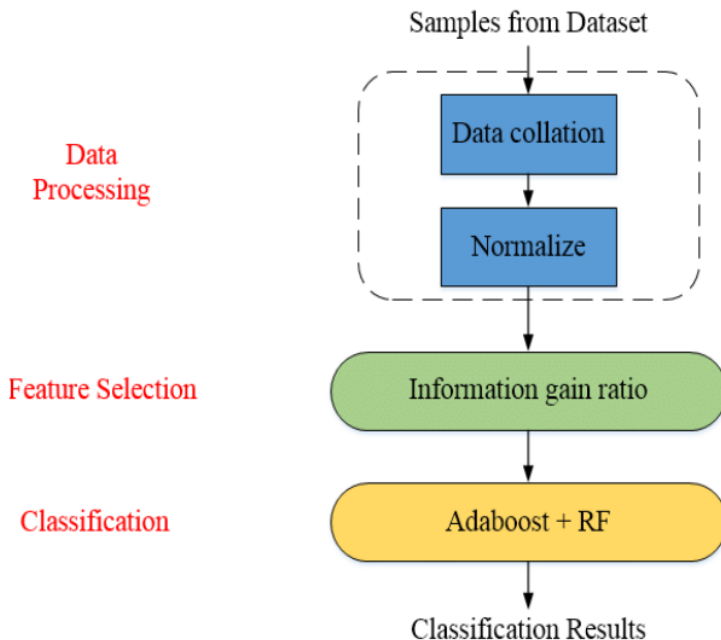 Samples from Dataset
Data collation
Data
Processing
Normalize
Feature Selection
Information gain ratio
Classification
Adaboost + RF
Classification Results